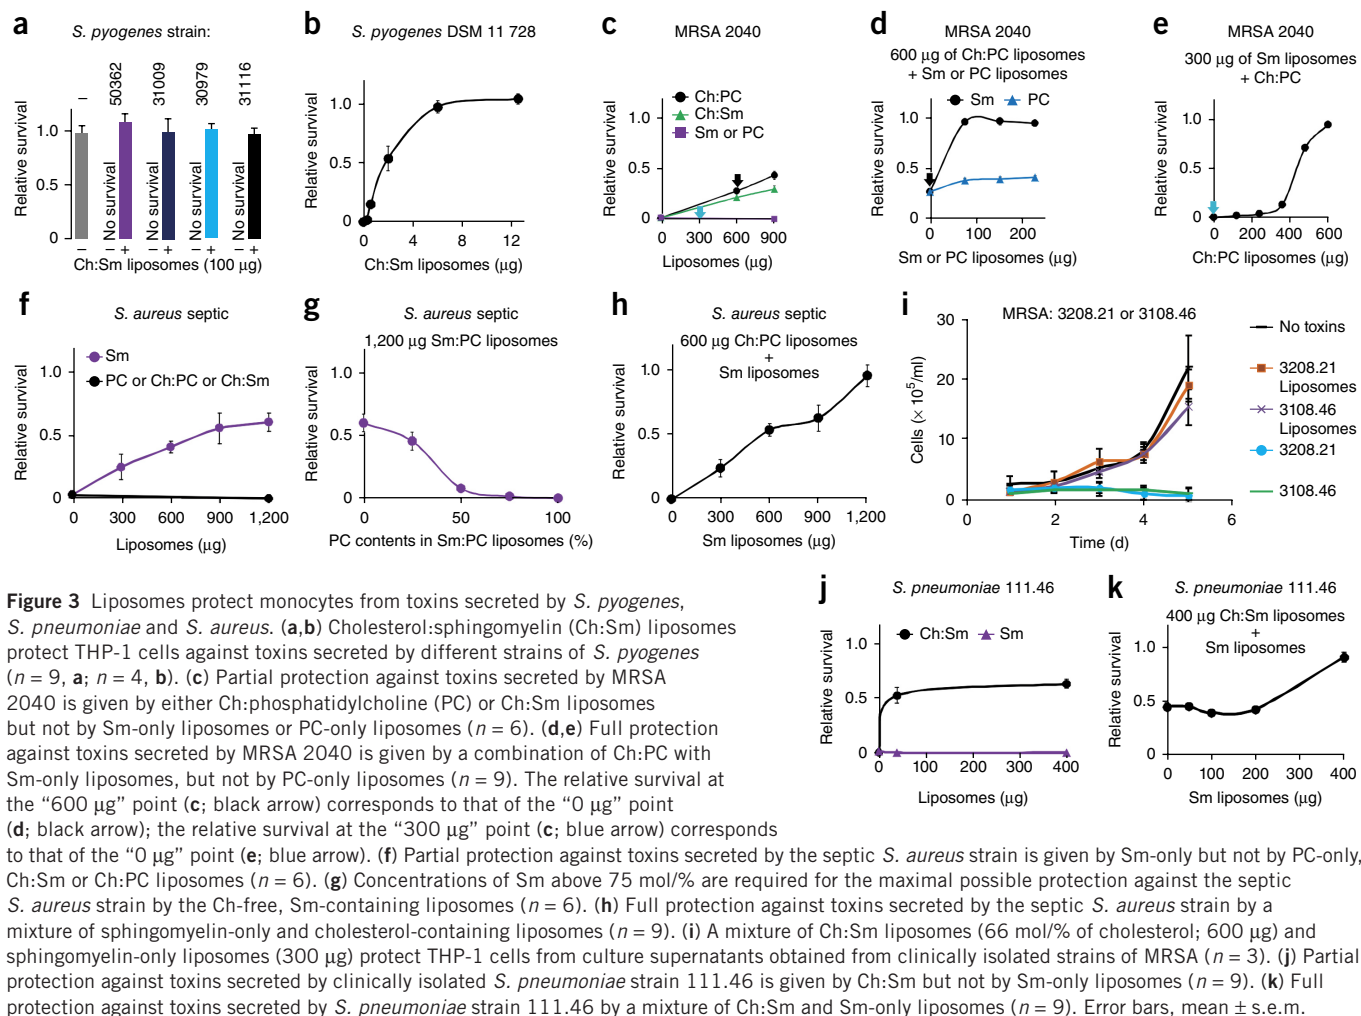 a
S. pyogenes strain:
– 50362 31009 30979 31116
Relative survival
1.0
0.5
0
No survival No survival No survival No survival
– – + – + – + – +
Ch:Sm liposomes (100 µg)
b
S. pyogenes DSM 11 728
Relative survival
1.0
0.5
0
0 4 8 12
Ch:Sm liposomes (µg)
c
MRSA 2040
Ch:PC
Ch:Sm
Sm or PC
Relative survival
1.0
0.5
0
0 300 600 900
Liposomes (µg)
d
MRSA 2040
600 µg of Ch:PC liposomes
+ Sm or PC liposomes
Sm PC
Relative survival
1.0
0.5
0
0 100 200
Sm or PC liposomes (µg)
e
MRSA 2040
300 µg of Sm liposomes
+ Ch:PC
Relative survival
1.0
0.5
0
0 200 400 600
Ch:PC liposomes (µg)
f
S. aureus septic
Sm
PC or Ch:PC or Ch:Sm
Relative survival
1.0
0.5
0
0 300 600 900 1,200
Liposomes (µg)
g
S. aureus septic
1,200 µg Sm:PC liposomes
Relative survival
1.0
0.5
0
0 50 100
PC contents in Sm:PC liposomes (%)
h
S. aureus septic
600 µg Ch:PC liposomes
+
Sm liposomes
Relative survival
1.0
0.5
0
0 300 600 900 1,200
Sm liposomes (µg)
i
MRSA: 3208.21 or 3108.46
Cells (× 10⁵/ml)
30
20
10
0
0 2 4 6
Time (d)
No toxins
3208.21
Liposomes
3108.46
Liposomes
3208.21
3108.46
j
S. pneumoniae 111.46
Ch:Sm Sm
Relative survival
1.0
0.5
0
0 100 200 300 400
Liposomes (µg)
k
S. pneumoniae 111.46
400 µg Ch:Sm liposomes
+
Sm liposomes
Relative survival
1.0
0.5
0
0 100 200 300 400
Sm liposomes (µg)
Figure 3 Liposomes protect monocytes from toxins secreted by S. pyogenes,
S. pneumoniae and S. aureus. (a,b) Cholesterol:sphingomyelin (Ch:Sm) liposomes
protect THP-1 cells against toxins secreted by different strains of S. pyogenes
(n = 9, a; n = 4, b). (c) Partial protection against toxins secreted by MRSA
2040 is given by either Ch:phosphatidylcholine (PC) or Ch:Sm liposomes
but not by Sm-only liposomes or PC-only liposomes (n = 6). (d,e) Full protection
against toxins secreted by MRSA 2040 is given by a combination of Ch:PC with
Sm-only liposomes, but not by PC-only liposomes (n = 9). The relative survival at
the “600 µg” point (c; black arrow) corresponds to that of the “0 µg” point
(d; black arrow); the relative survival at the “300 µg” point (c; blue arrow) corresponds
to that of the “0 µg” point (e; blue arrow). (f) Partial protection against toxins secreted by the septic S. aureus strain is given by Sm-only but not by PC-only,
Ch:Sm or Ch:PC liposomes (n = 6). (g) Concentrations of Sm above 75 mol/% are required for the maximal possible protection against the septic
S. aureus strain by the Ch-free, Sm-containing liposomes (n = 6). (h) Full protection against toxins secreted by the septic S. aureus strain by a
mixture of sphingomyelin-only and cholesterol-containing liposomes (n = 9). (i) A mixture of Ch:Sm liposomes (66 mol/% of cholesterol; 600 µg) and
sphingomyelin-only liposomes (300 µg) protect THP-1 cells from culture supernatants obtained from clinically isolated strains of MRSA (n = 3). (j) Partial
protection against toxins secreted by clinically isolated S. pneumoniae strain 111.46 is given by Ch:Sm but not by Sm-only liposomes (n = 9). (k) Full
protection against toxins secreted by S. pneumoniae strain 111.46 by a mixture of Ch:Sm and Sm-only liposomes (n = 9). Error bars, mean ± s.e.m.